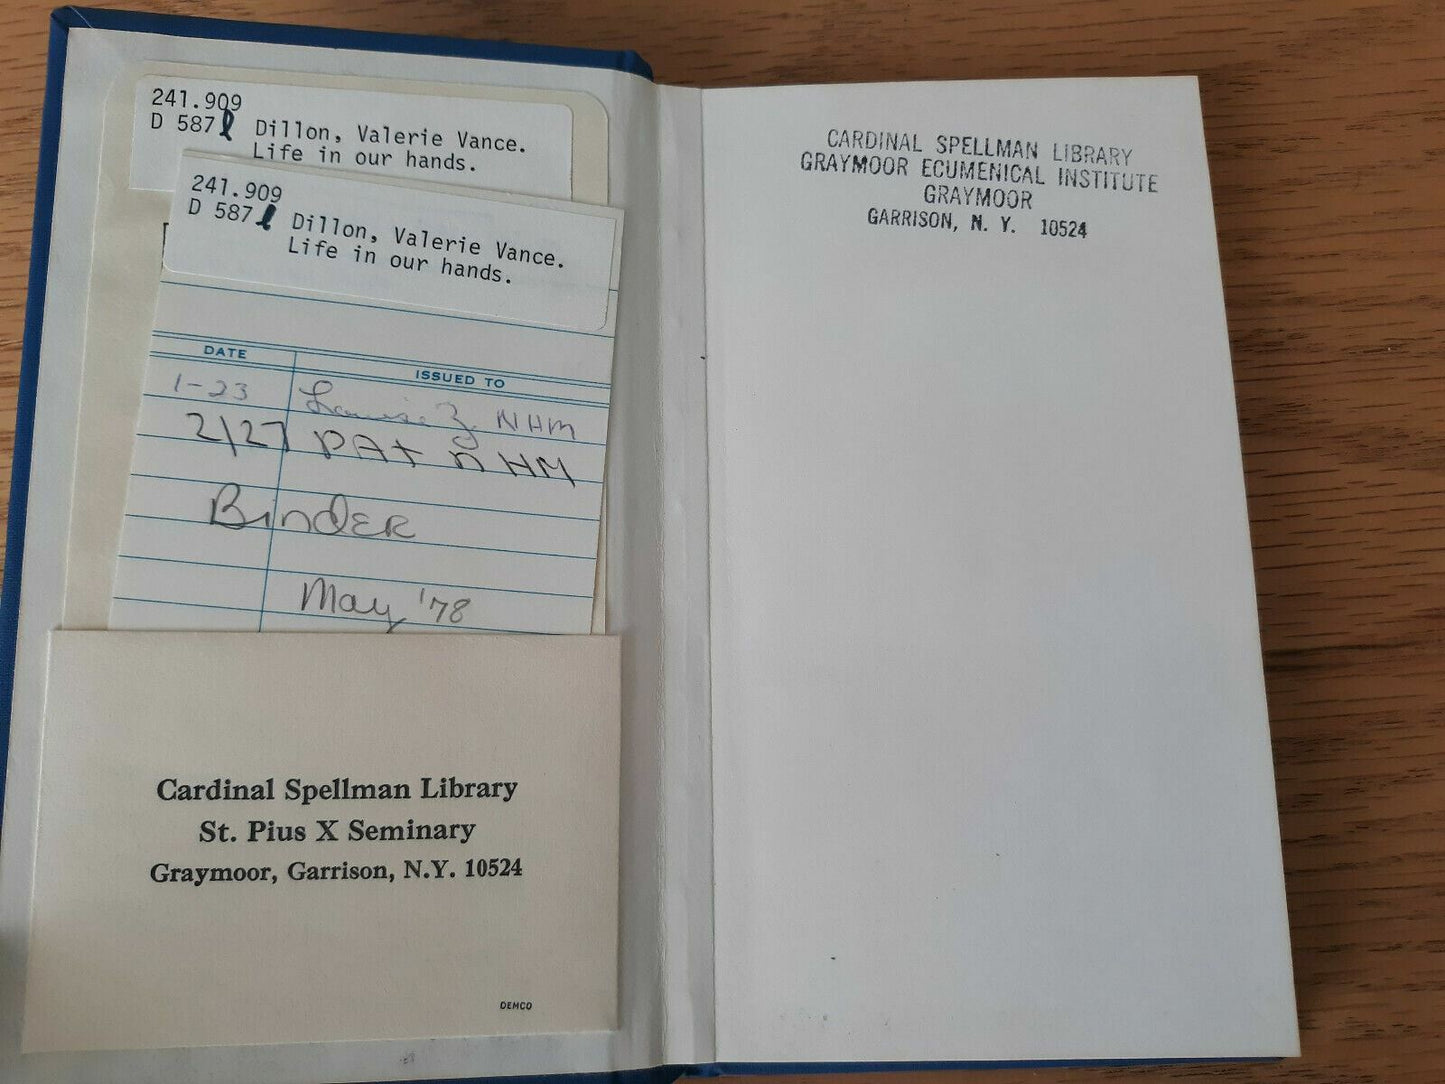 241.909
D 587l Dillon, Valerie Vance.
Life in our hands.
241.909
D 587l Dillon, Valerie Vance.
Life in our hands.
DATE ISSUED TO
1-23 Louise Z. NHM
2/27 PAT NHM
BinDER
May '78
Cardinal Spellman Library
St. Pius X Seminary
Graymoor, Garrison, N.Y. 10524
DEMCO
CARDINAL SPELLMAN LIBRARY
GRAYMOOR ECUMENICAL INSTITUTE
GRAYMOOR
GARRISON, N. Y. 10524